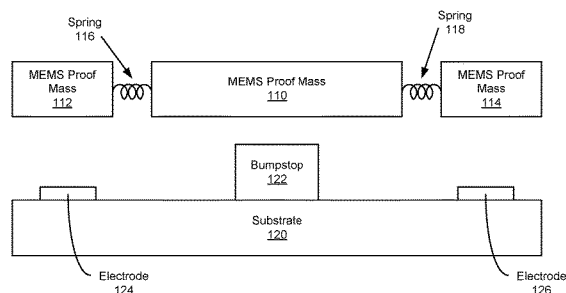 Spring
116
Spring
118
MEMS Proof
Mass
112
MEMS Proof Mass
110
MEMS Proof
Mass
114
Bumpstop
122
Substrate
120
Electrode
124
Electrode
126